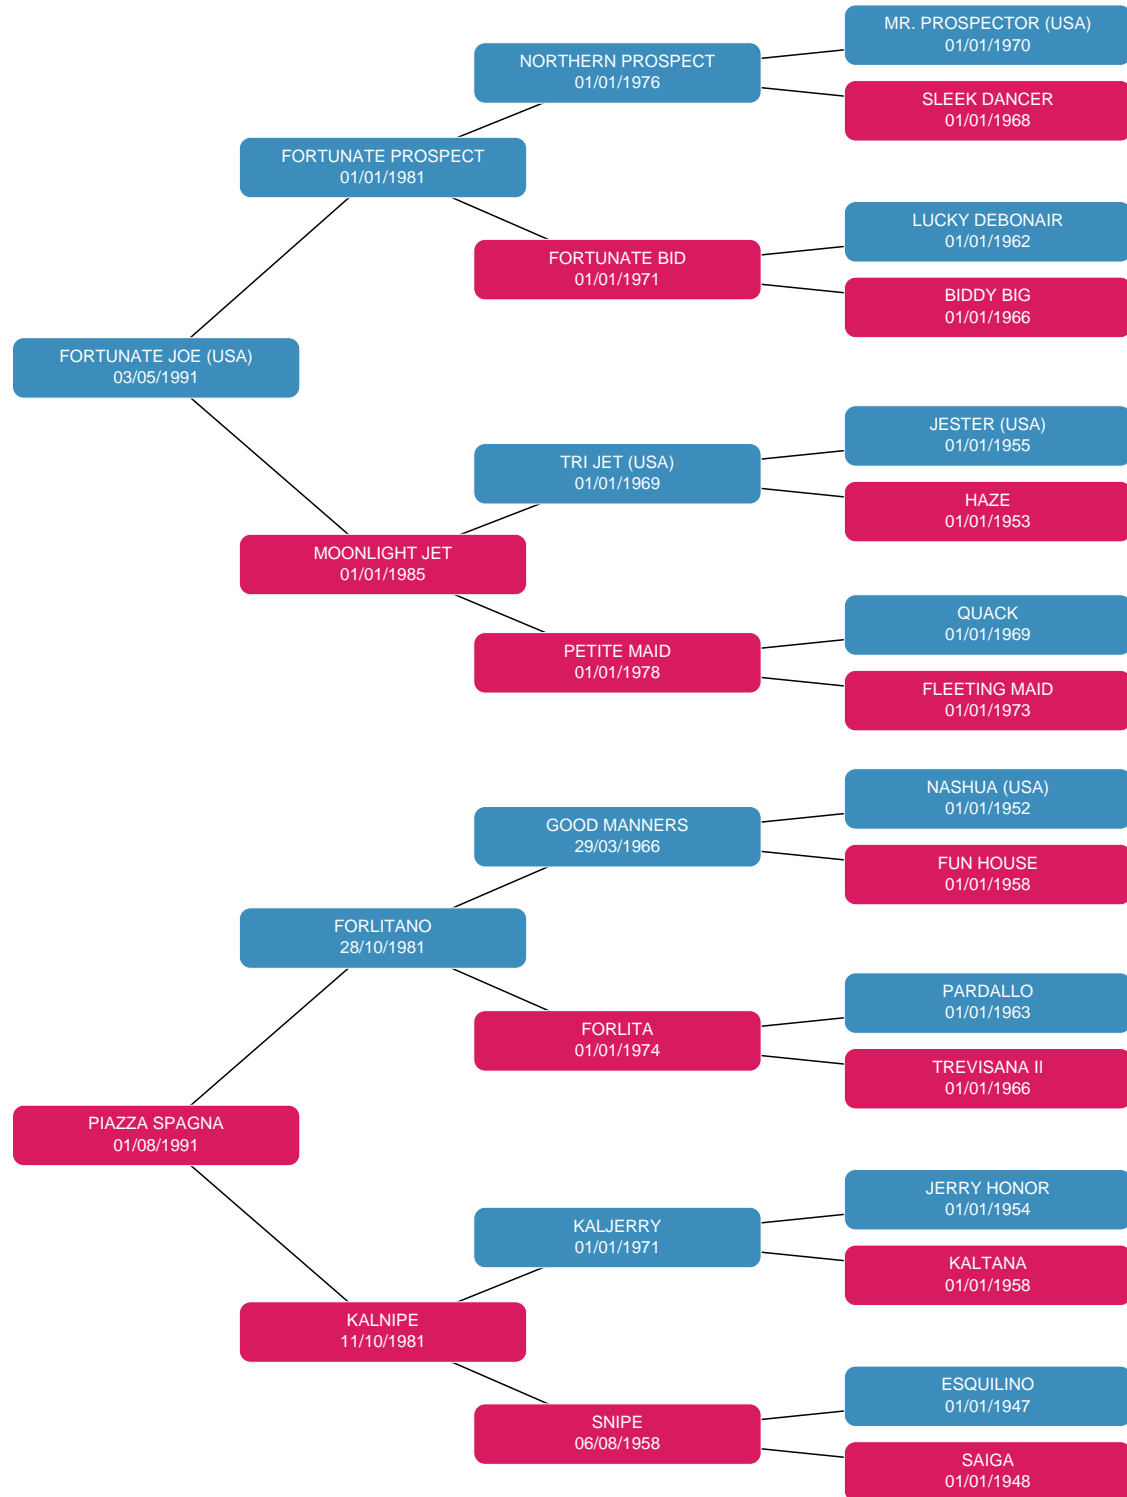 MR. PROSPECTOR (USA)
01/01/1970
NORTHERN PROSPECT
01/01/1976
SLEEK DANCER
01/01/1968
FORTUNATE PROSPECT
01/01/1981
LUCKY DEBONAIR
01/01/1962
FORTUNATE BID
01/01/1971
BIDDY BIG
01/01/1966
FORTUNATE JOE (USA)
03/05/1991
JESTER (USA)
01/01/1955
TRI JET (USA)
01/01/1969
HAZE
01/01/1953
MOONLIGHT JET
01/01/1985
QUACK
01/01/1969
PETITE MAID
01/01/1978
FLEETING MAID
01/01/1973
NASHUA (USA)
01/01/1952
GOOD MANNERS
29/03/1966
FUN HOUSE
01/01/1958
FORLITANO
28/10/1981
PARDALLO
01/01/1963
FORLITA
01/01/1974
TREVISANA II
01/01/1966
PIAZZA SPAGNA
01/08/1991
JERRY HONOR
01/01/1954
KALJERRY
01/01/1971
KALTANA
01/01/1958
KALNIPE
11/10/1981
ESQUILINO
01/01/1947
SNIPE
06/08/1958
SAIGA
01/01/1948